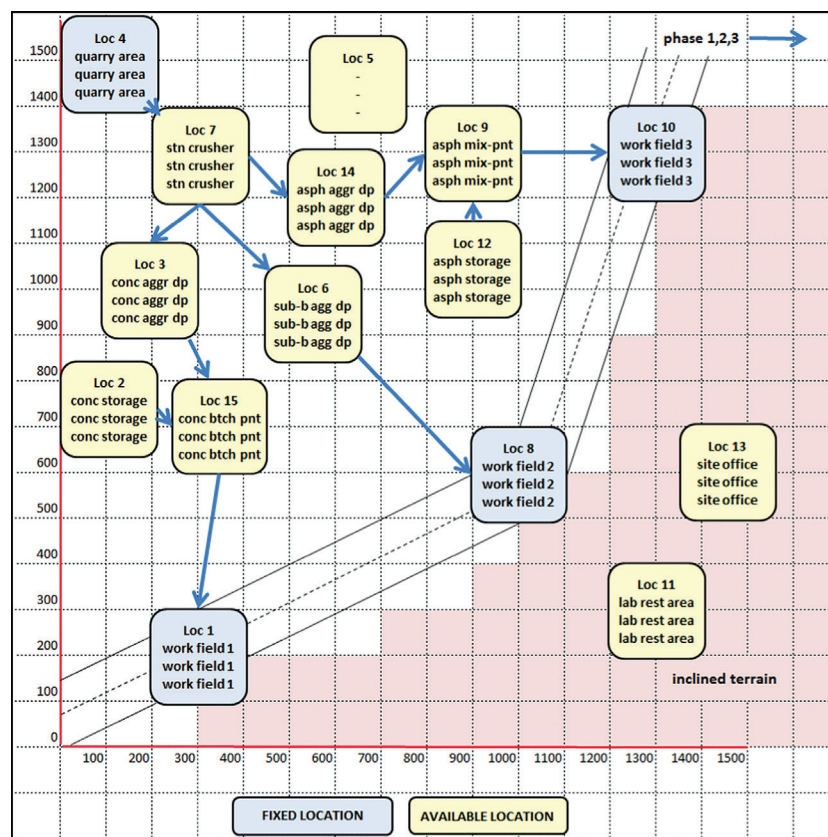 phase 1,2,3
Loc 4
quarry area
quarry area
quarry area
Loc 5
-
-
-
Loc 7
stn crusher
stn crusher
stn crusher
Loc 9
asph mix-pnt
asph mix-pnt
asph mix-pnt
Loc 10
work field 3
work field 3
work field 3
Loc 14
asph aggr dp
asph aggr dp
asph aggr dp
Loc 12
asph storage
asph storage
asph storage
Loc 3
conc aggr dp
conc aggr dp
conc aggr dp
Loc 6
sub-b agg dp
sub-b agg dp
sub-b agg dp
Loc 2
conc storage
conc storage
conc storage
Loc 15
conc btch pnt
conc btch pnt
conc btch pnt
Loc 8
work field 2
work field 2
work field 2
Loc 13
site office
site office
site office
Loc 11
lab rest area
lab rest area
lab rest area
Loc 1
work field 1
work field 1
work field 1
inclined terrain
1500
1400
1300
1200
1100
1000
900
800
700
600
500
400
300
200
100
0
100 200 300 400 500 600 700 800 900 1000 1100 1200 1300 1400 1500
FIXED LOCATION
AVAILABLE LOCATION